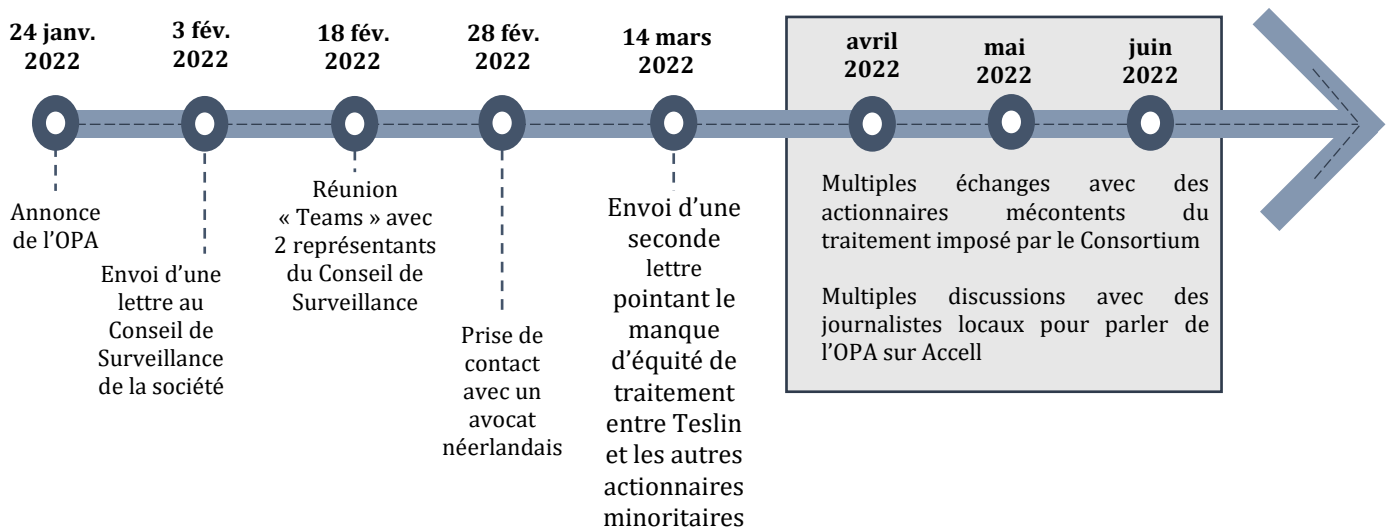 24 janv.
2022
3 fév.
2022
18 fév.
2022
28 fév.
2022
14 mars
2022
avril
2022
mai
2022
juin
2022
Annonce
de l’OPA
Envoi d’une
lettre au
Conseil de
Surveillance
de la société
Réunion
« Teams » avec
2 représentants
du Conseil de
Surveillance
Prise de
contact
avec un
avocat
néerlandais
Envoi d’une
seconde
lettre
pointant le
manque
d’équité de
traitement
entre Teslin
et les autres
actionnaires
minoritaires
Multiples échanges avec des
actionnaires mécontents du
traitement imposé par le Consortium
Multiples discussions avec des
journalistes locaux pour parler de
l’OPA sur Accell